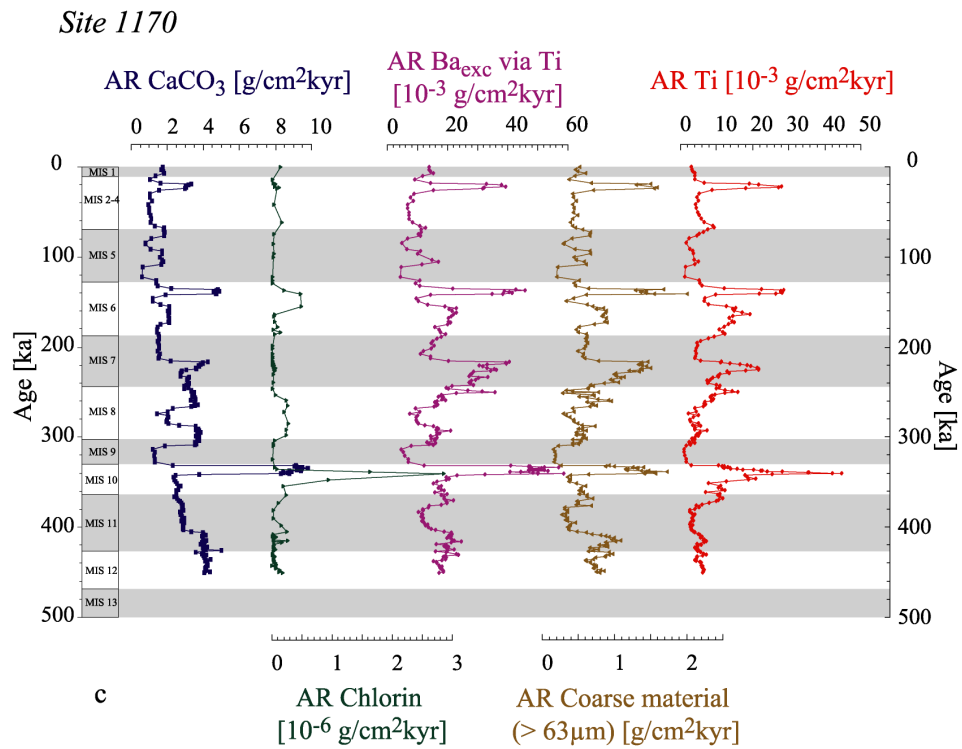 Site 1170
AR CaCO3 [g/cm2kyr]
AR Baexc via Ti
[10-3 g/cm2kyr]
AR Ti [10-3 g/cm2kyr]
0 2 4 6 8 10
0 20 40 60
0 10 20 30 40 50
0 100 200 300 400 500
Age [ka]
MIS 1
MIS 2-4
MIS 5
MIS 6
MIS 7
MIS 8
MIS 9
MIS 10
MIS 11
MIS 12
MIS 13
0 100 200 300 400 500
Age [ka]
0 1 2 3
0 1 2
c
AR Chlorin
[10-6 g/cm2kyr]
AR Coarse material
(> 63μm) [g/cm2kyr]